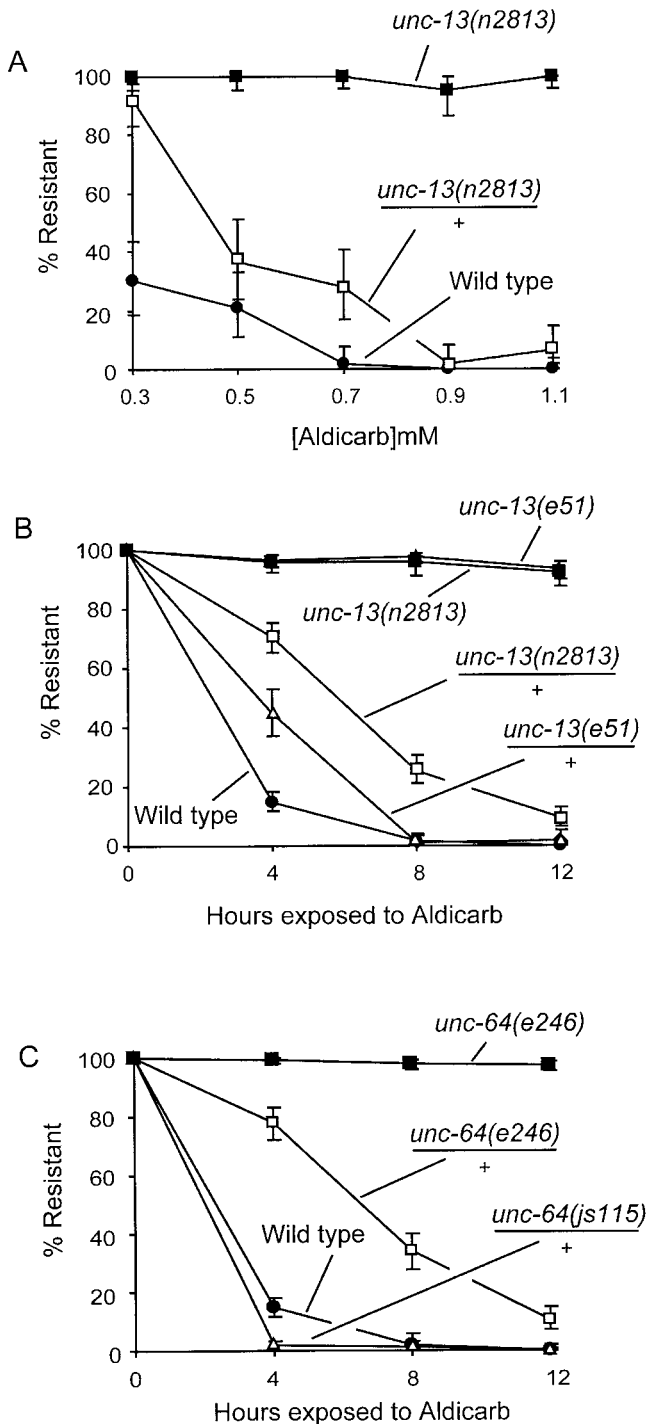 A
unc-13(n2813)
100
80
60
40
20
0
% Resistant
unc-13(n2813)
+
Wild type
0.3 0.5 0.7 0.9 1.1
[Aldicarb]mM
B
unc-13(e51)
100
80
60
40
20
0
% Resistant
unc-13(n2813)
unc-13(n2813)
+
unc-13(e51)
+
Wild type
0 4 8 12
Hours exposed to Aldicarb
C
unc-64(e246)
100
80
60
40
20
0
% Resistant
unc-64(e246)
+
unc-64(js115)
+
Wild type
0 4 8 12
Hours exposed to Aldicarb